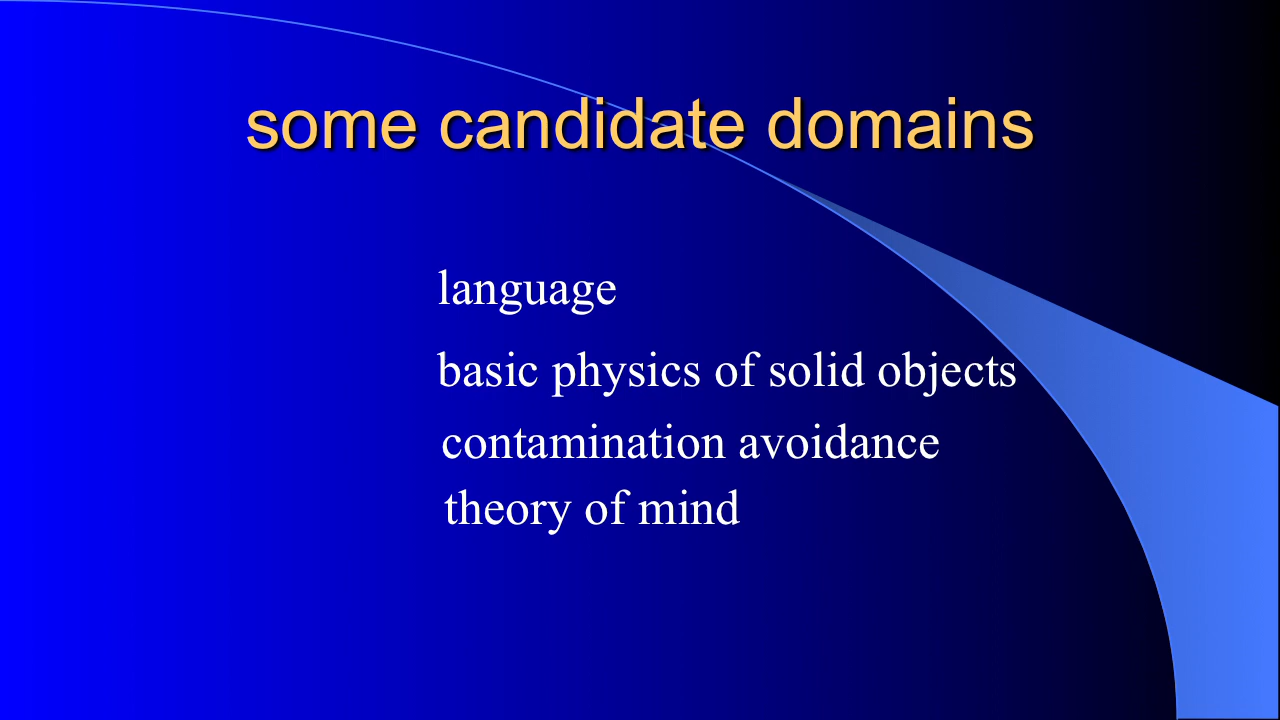 some candidate domains
language
basic physics of solid objects
contamination avoidance
theory of mind